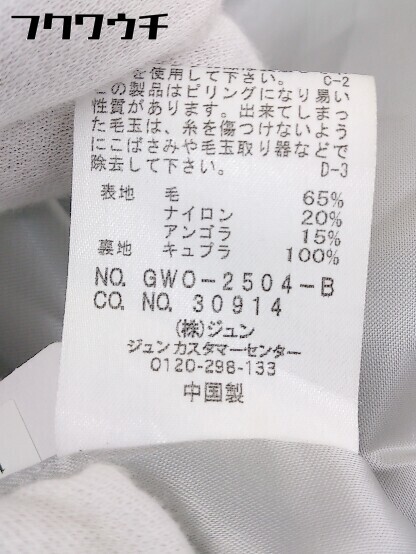 フクワウチ
を使用して下さい。 C-2
この製品はピリングになり易い
性質があります。出来てしまっ
た毛玉は、糸を傷つけないよう
にこばさみや毛玉取り器などで
除去して下さい。 D-3
表地 毛 65%
ナイロン 20%
アンゴラ 15%
裏地 キュプラ 100%
NO. GWO-2504-B
CO. NO. 30914
(株)ジュン
ジュンカスタマーセンター
0120-298-133
中国製